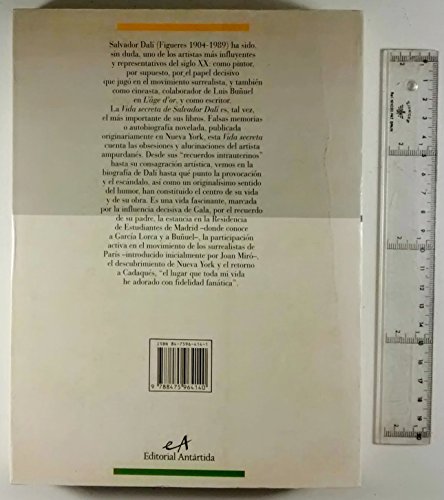 Salvador Dalí (Figueres 1904-1989) ha sido,
sin duda, uno de los artistas más influyentes
y representativos del siglo XX: como pintor,
por supuesto, por el papel decisivo
que jugó en el movimiento surrealista, y también
como cineasta, colaborador de Luis Buñuel
en L'âge d'or, y como escritor.
La Vida secreta de Salvador Dalí es, tal vez,
el más importante de sus libros. Falsas memorias
o autobiografía novelada, publicada
originariamente en Nueva York, esta Vida secreta
cuenta las obsesiones y alucinaciones del artista
ampurdanés. Desde sus "recuerdos intrauterinos"
hasta su consagración artística, vemos en la
biografía de Dalí hasta qué punto la provocación
y el escándalo, así como un originalísimo sentido
del humor, han constituido el centro de su vida
y de su obra. Es una vida fascinante, marcada
por la influencia decisiva de Gala, por el recuerdo
de su padre, la estancia en la Residencia
de Estudiantes de Madrid –donde conoce
a García Lorca y a Buñuel–, la participación
activa en el movimiento de los surrealistas de
París –introducido inicialmente por Joan Miró–,
el descubrimiento de Nueva York y el retorno
a Cadaqués, "el lugar que toda mi vida
he adorado con fidelidad fanática".
ISBN 84-7596-414-1
9 788475 964140
eA
Editorial Antártida